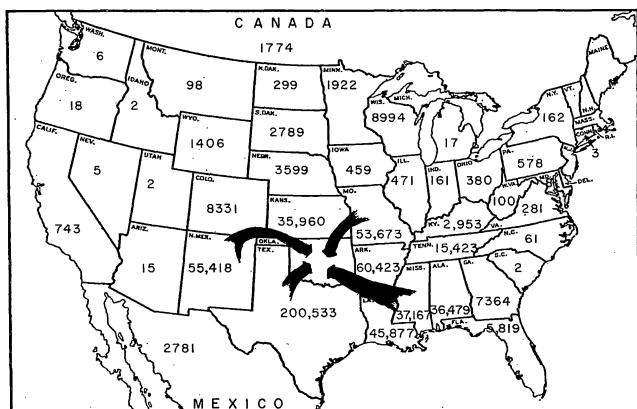 CANADA
1774
WASH.
6
MONT.
98
N.DAK.
299
MINN.
1922
MAINE
OREG.
18
IDAHO
2
S.DAK.
2789
WIS.
8994
MICH.
17
N.Y.
162
VT.
N.H.
MASS.
CONN.
R.I.
3
WYO.
1406
CALIF.
743
NEV.
5
UTAH
2
NEBR.
3599
IOWA
459
ILL.
471
IND.
161
OHIO
380
PA.
578
N.J.
MD.
DEL.
COLO.
8331
KANS.
35,960
MO.
53,673
KY.
2,953
W.VA.
100
281
VA.
ARIZ.
15
N.MEX.
55,418
OKLA.
TEX.
200,533
ARK.
60,423
TENN.
15,423
N.C.
61
S.C.
2
MISS.
37,167
ALA.
36,479
GA.
7364
LA.
45,877
FLA.
5,819
2781
MEXICO